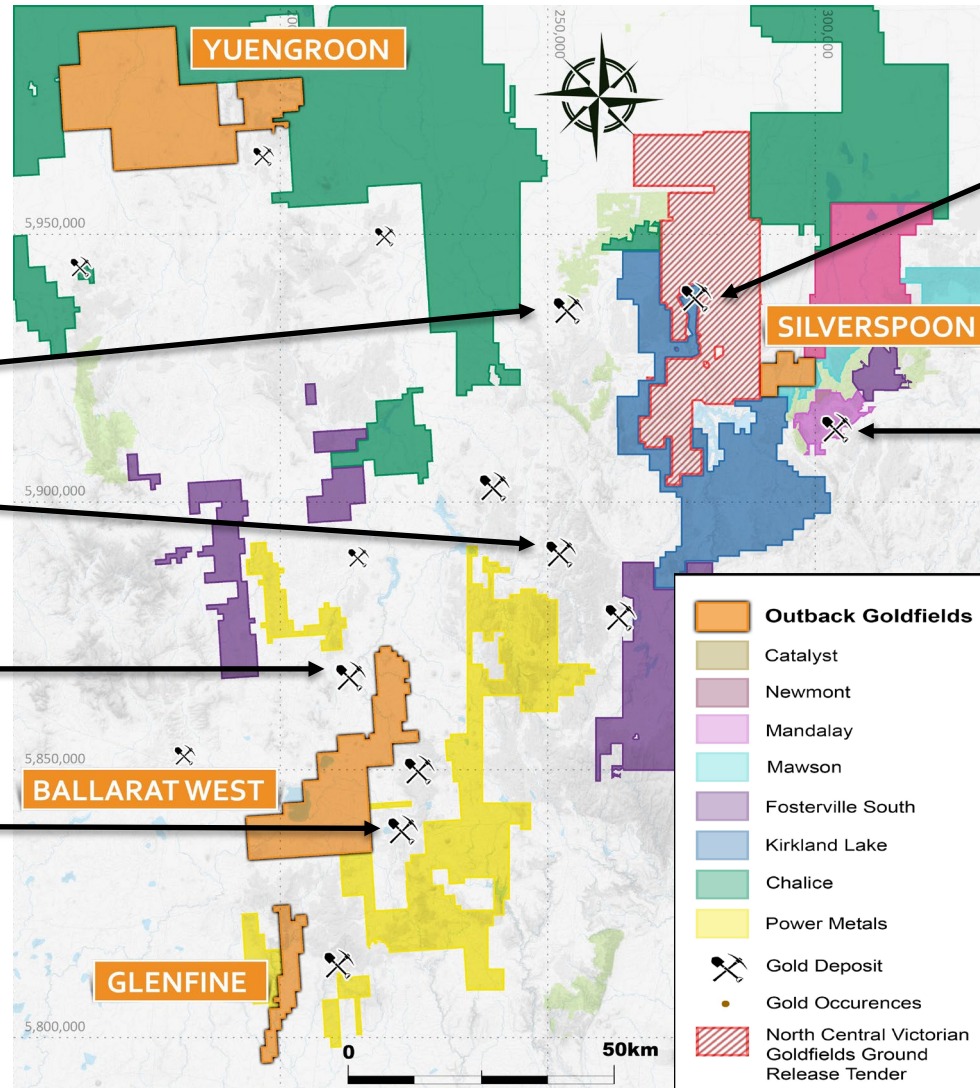 YUENGROON
250,000
300,000
5,950,000
SILVERSPOON
5,900,000
5,850,000
BALLARAT WEST
GLENFINE
5,800,000
0
50km
Outback Goldfields
Catalyst
Newmont
Mandalay
Mawson
Fosterville South
Kirkland Lake
Chalice
Power Metals
Gold Deposit
Gold Occurences
North Central Victorian
Goldfields Ground
Release Tender